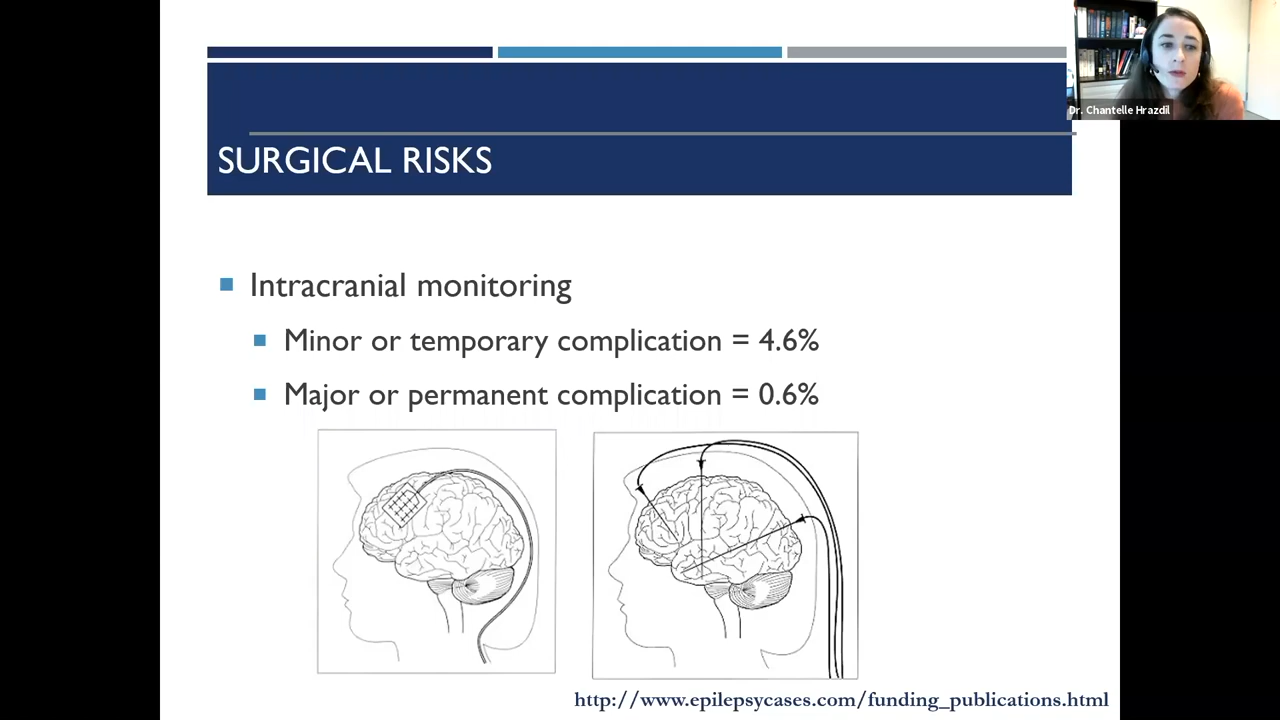 Dr. Chantelle Hrazdil
SURGICAL RISKS
Intracranial monitoring
Minor or temporary complication = 4.6%
Major or permanent complication = 0.6%
http://www.epilepsycases.com/funding_publications.html